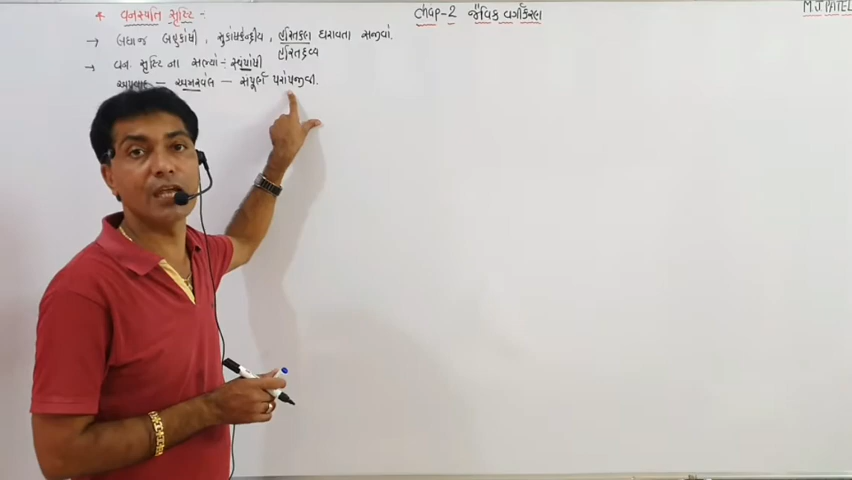 Chap-2 જૈવિક વર્ગીકરણ
M.J PATEL
* વનસ્પતિ સૃષ્ટિ :-
→ બધાજ બહુકોષી, સુકોષકેન્દ્રીય, હરિતકણ ધરાવતા સજીવો.
હરિતદ્રવ્ય
→ વન. સૃષ્ટિ ના સભ્યો :- સ્વયંપોષી
અપવાદ - અમરવેલ - સંપૂર્ણ પરોપજીવી.